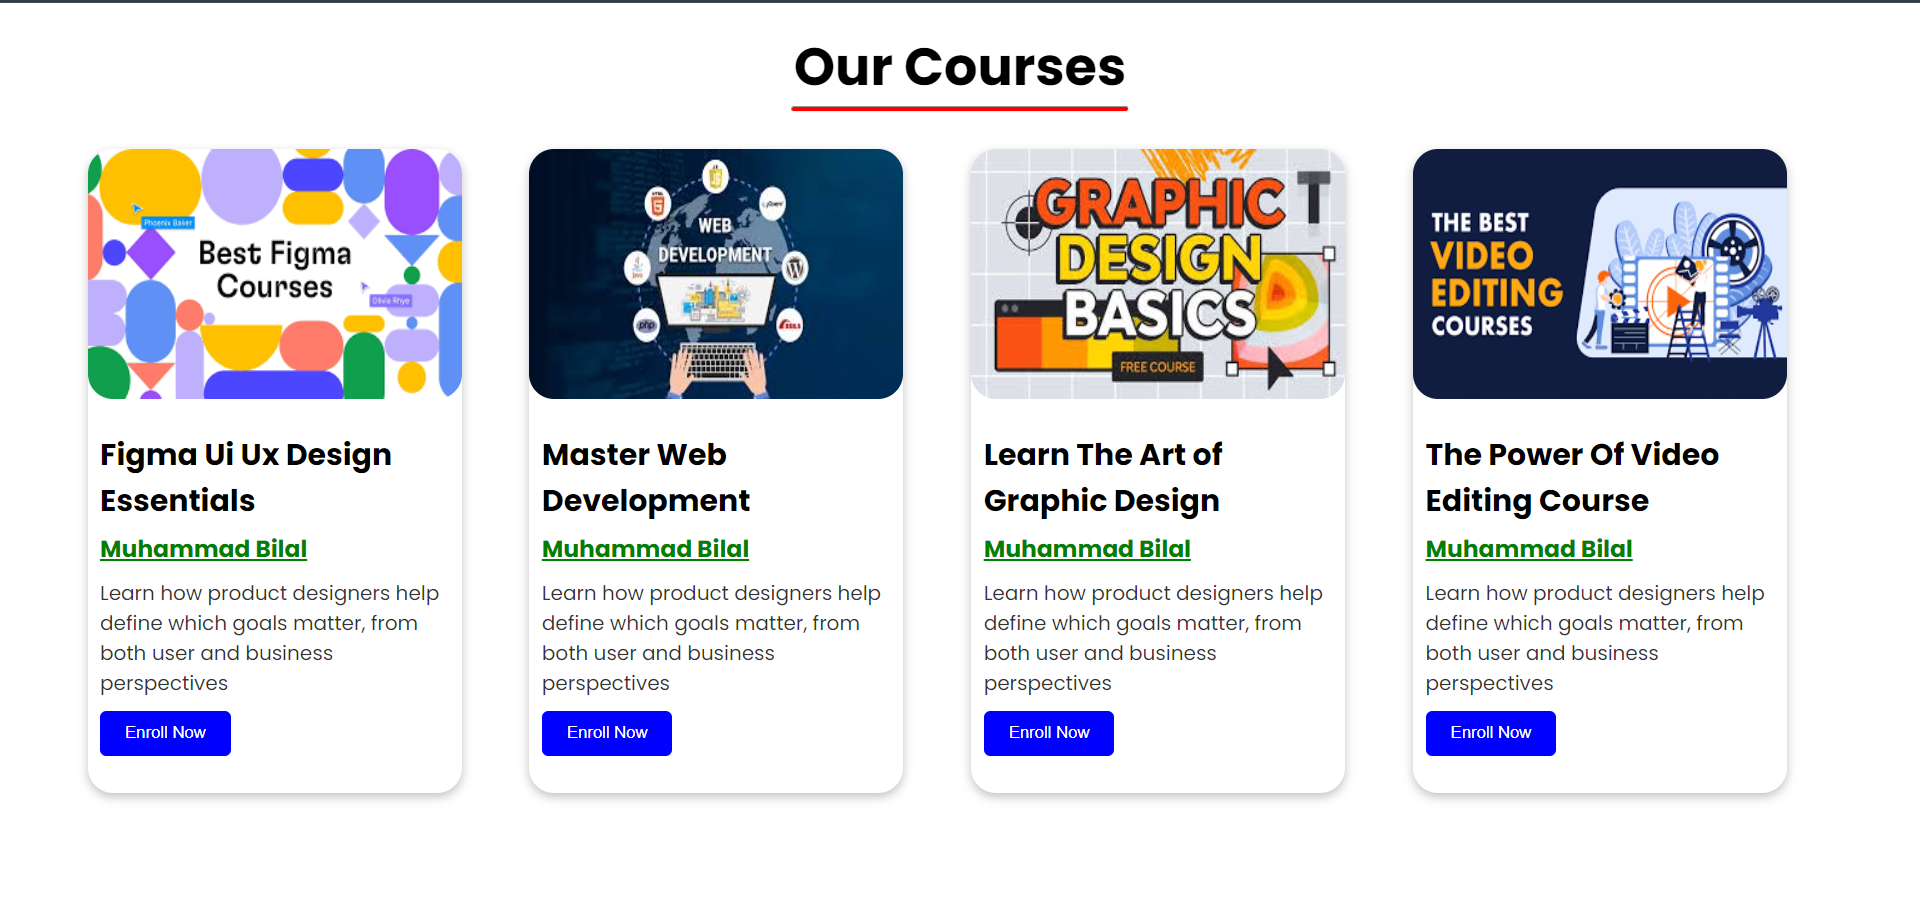 Our Courses
Phoenix Baker
Best Figma
Courses
Olivia Rhye
Figma Ui Ux Design
Essentials
Muhammad Bilal
Learn how product designers help
define which goals matter, from
both user and business
perspectives
Enroll Now
HTML
JS
jQuery
WEB
DEVELOPMENT
Java
php
RAILS
Master Web
Development
Muhammad Bilal
Learn how product designers help
define which goals matter, from
both user and business
perspectives
Enroll Now
GRAPHIC
T
DESIGN
BASICS
FREE COURSE
Learn The Art of
Graphic Design
Muhammad Bilal
Learn how product designers help
define which goals matter, from
both user and business
perspectives
Enroll Now
THE BEST
VIDEO
EDITING
COURSES
The Power Of Video
Editing Course
Muhammad Bilal
Learn how product designers help
define which goals matter, from
both user and business
perspectives
Enroll Now